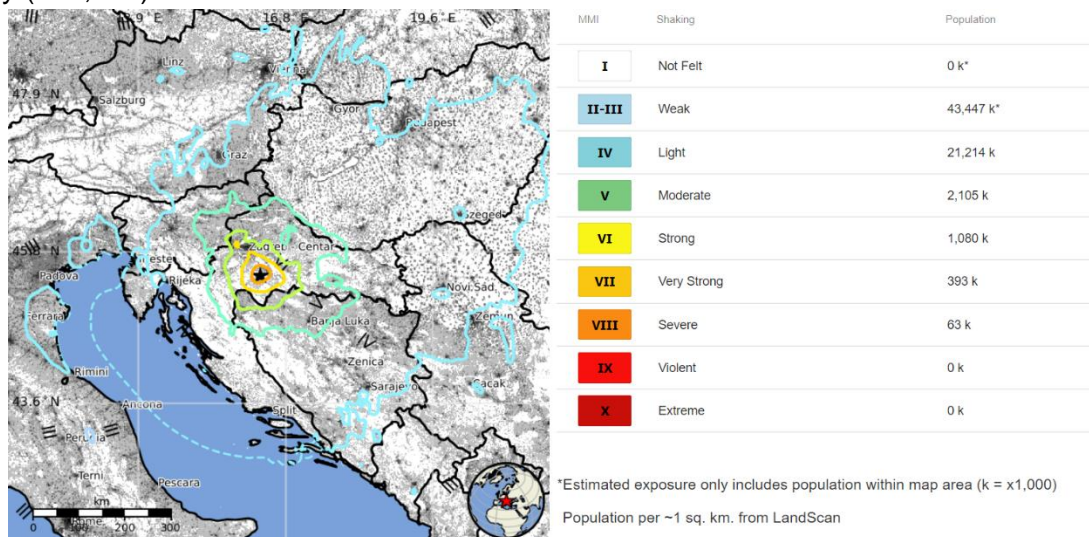 16.8 E
19.6 E
Linz
47.9 N
Salzburg
Gyor
Budapest
Graz
Szeged
Zagreb - Centar
Padova
Trieste
Rijeka
Novi Sad
Ferrara
Banja Luka
Zemun
Zenica
Rimini
Sarajevo
Cacak
43.6 ° N
Ancona
Split
Perugia
Terni
Pescara
km
0 100 200 300
Rome
MMI Shaking Population
I Not Felt 0 k*
II-III Weak 43,447 k*
IV Light 21,214 k
V Moderate 2,105 k
VI Strong 1,080 k
VII Very Strong 393 k
VIII Severe 63 k
IX Violent 0 k
X Extreme 0 k
*Estimated exposure only includes population within map area (k = x1,000)
Population per ~1 sq. km. from LandScan